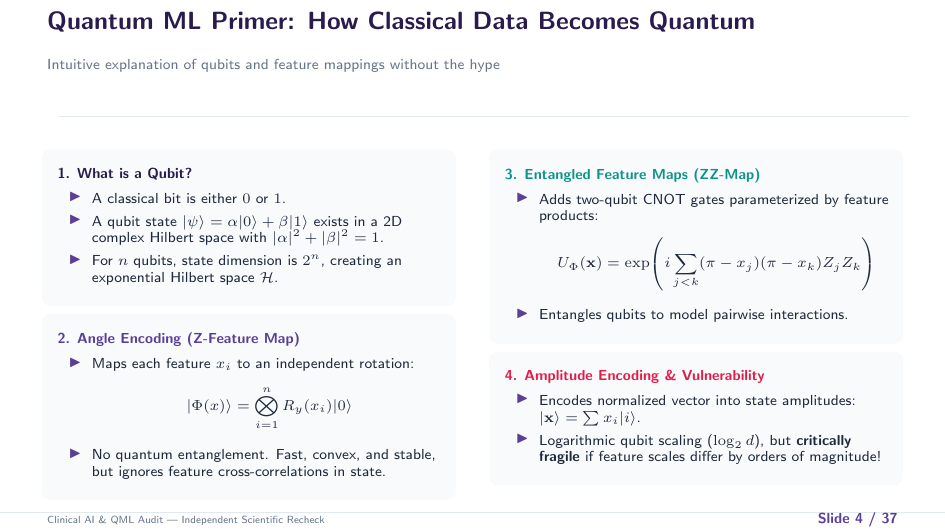 Quantum ML Primer: How Classical Data Becomes Quantum
Intuitive explanation of qubits and feature mappings without the hype
1. What is a Qubit?
▶ A classical bit is either 0 or 1.
▶ A qubit state |ψ⟩ = α|0⟩ + β|1⟩ exists in a 2D
complex Hilbert space with |α|² + |β|² = 1.
▶ For n qubits, state dimension is 2ⁿ, creating an
exponential Hilbert space ℋ.
2. Angle Encoding (Z-Feature Map)
▶ Maps each feature xᵢ to an independent rotation:
|Φ(x)⟩ = ⨂ᵢ₌₁ⁿ R_y(xᵢ)|0⟩
▶ No quantum entanglement. Fast, convex, and stable,
but ignores feature cross-correlations in state.
3. Entangled Feature Maps (ZZ-Map)
▶ Adds two-qubit CNOT gates parameterized by feature
products:
U_Φ(𝐱) = exp(i ∑_{j<k} (π − x_j)(π − x_k)Z_j Z_k)
▶ Entangles qubits to model pairwise interactions.
4. Amplitude Encoding & Vulnerability
▶ Encodes normalized vector into state amplitudes:
|𝐱⟩ = ∑ xᵢ|i⟩.
▶ Logarithmic qubit scaling (log₂ d), but critically
fragile if feature scales differ by orders of magnitude!
Clinical AI & QML Audit — Independent Scientific Recheck
Slide 4 / 37